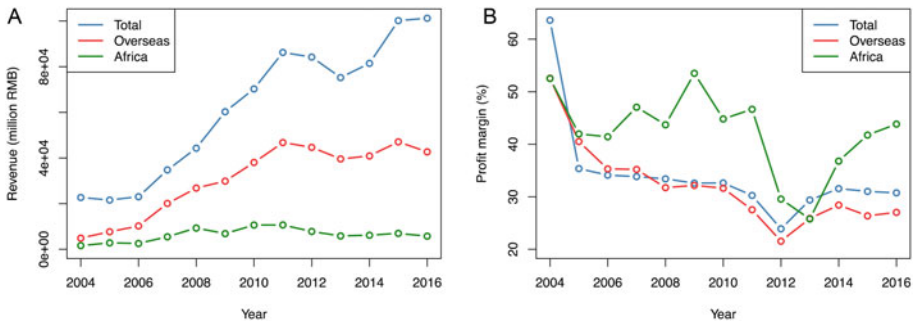 A
Total
Overseas
Africa
Revenue (million RMB)
8e+04
4e+04
0e+00
2004 2006 2008 2010 2012 2014 2016
Year
B
Total
Overseas
Africa
Profit margin (%)
60
50
40
30
20
2004 2006 2008 2010 2012 2014 2016
Year